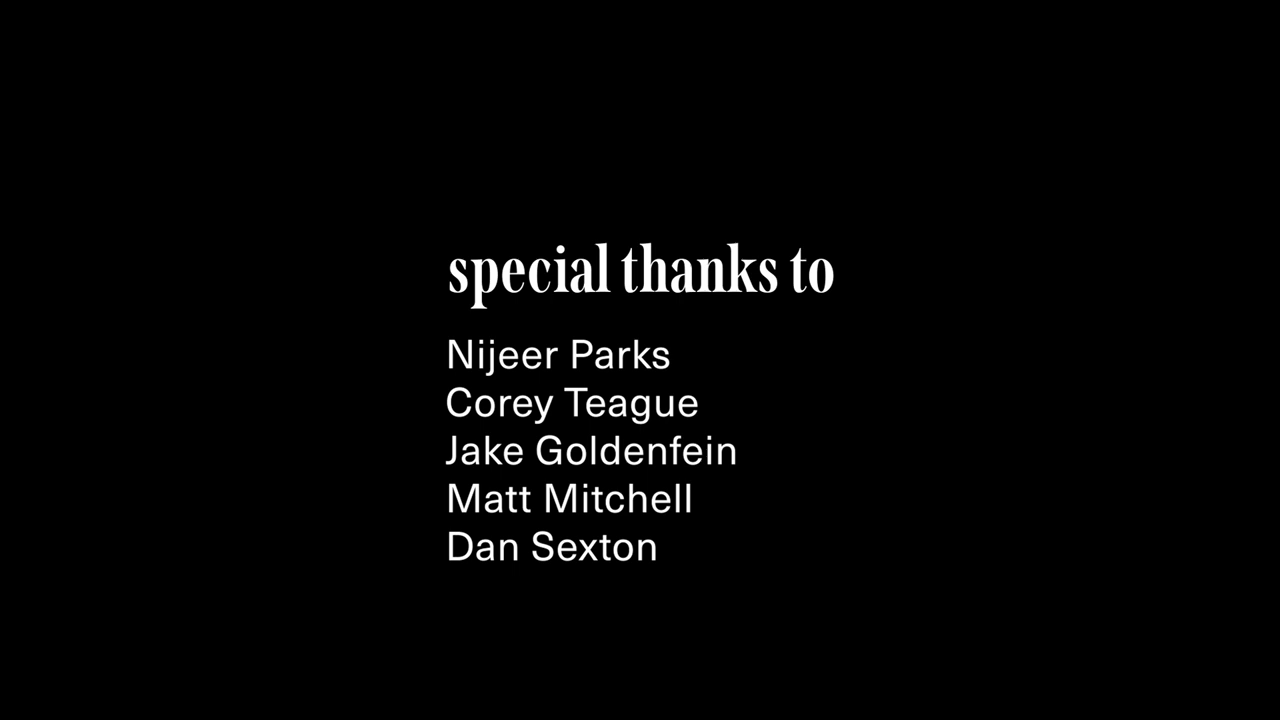 special thanks to
Nijeer Parks
Corey Teague
Jake Goldenfein
Matt Mitchell
Dan Sexton